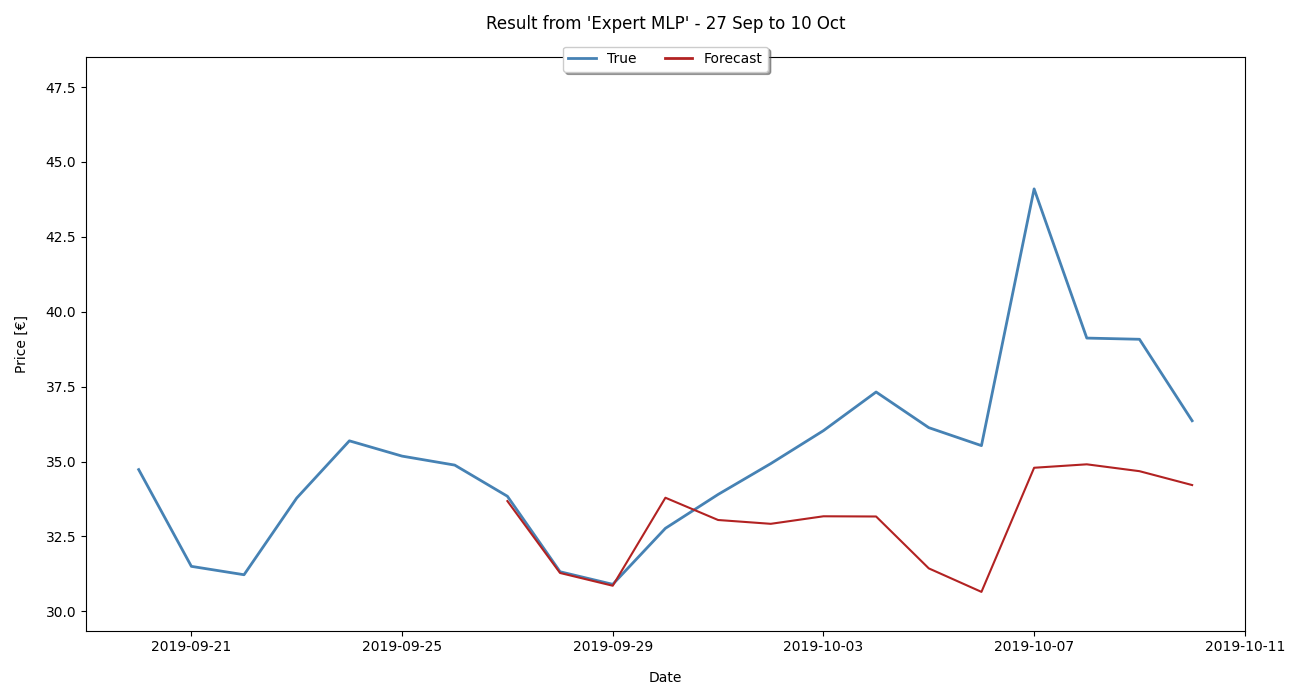 Result from 'Expert MLP' - 27 Sep to 10 Oct
True Forecast
47.5
45.0
42.5
40.0
37.5
35.0
32.5
30.0
Price [€]
2019-09-21 2019-09-25 2019-09-29 2019-10-03 2019-10-07 2019-10-11
Date